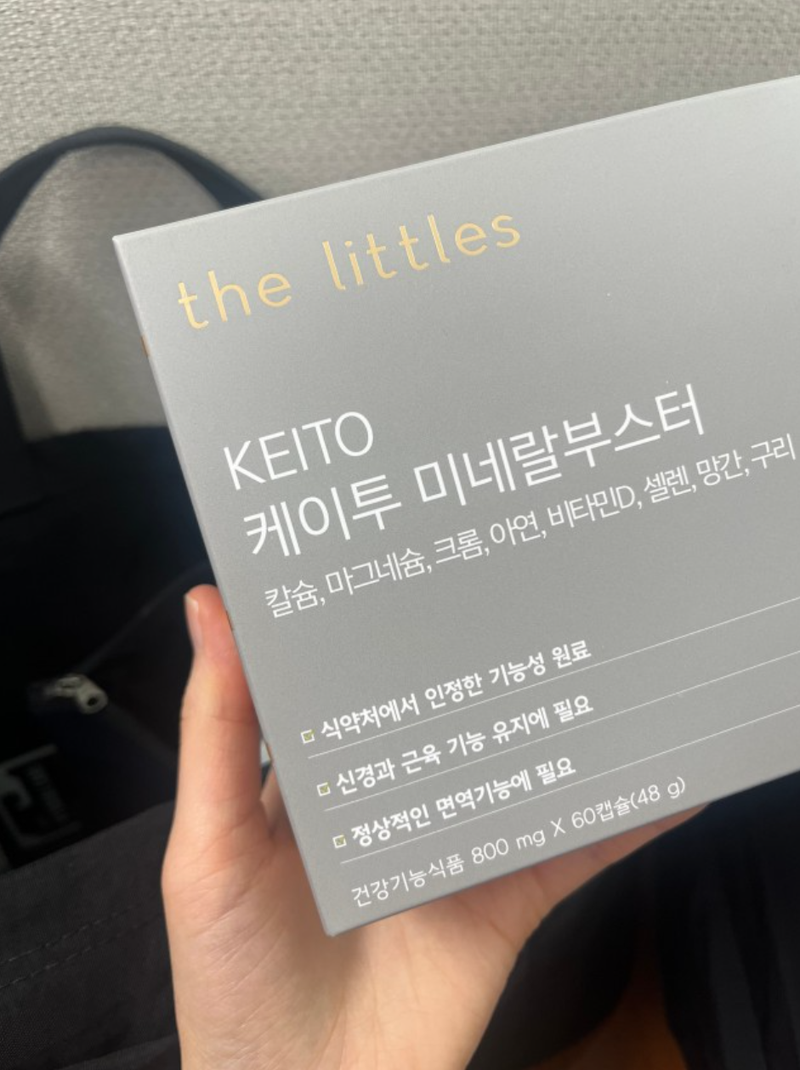 the littles
KEITO
케이투 미네랄부스터
칼슘, 마그네슘, 크롬, 아연, 비타민D, 셀렌, 망간, 구리
식약처에서 인정한 기능성 원료
신경과 근육 기능 유지에 필요
정상적인 면역기능에 필요
건강기능식품 800 mg X 60캡슐(48 g)